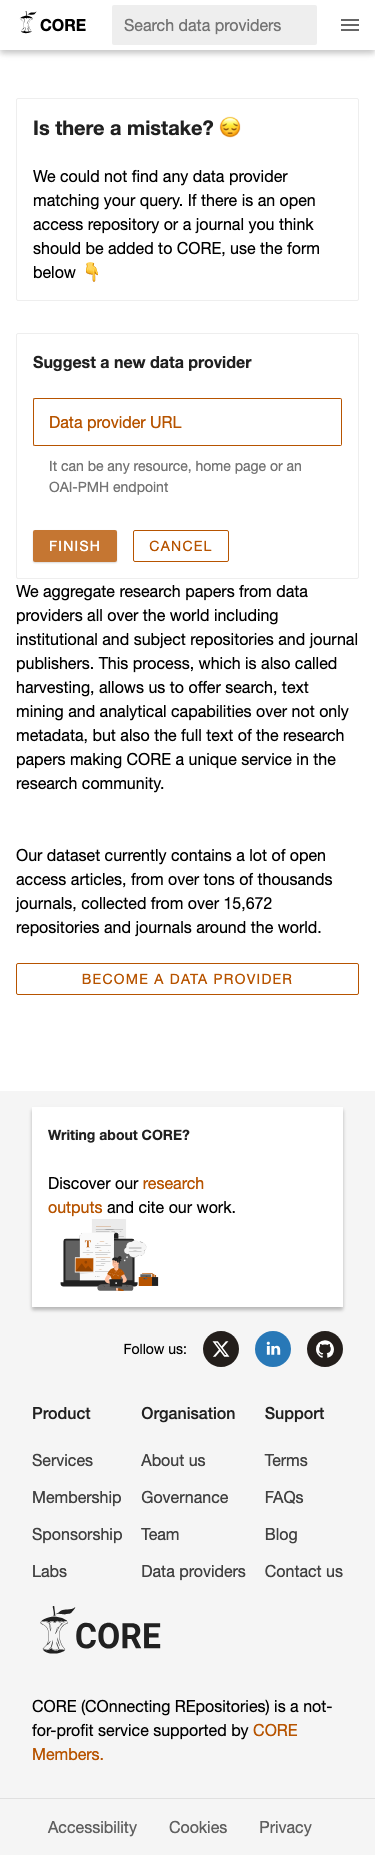 CORE
Search data providers
Is there a mistake? 😔
We could not find any data provider
matching your query. If there is an open
access repository or a journal you think
should be added to CORE, use the form
below 👇
Suggest a new data provider
Data provider URL
It can be any resource, home page or an
OAI-PMH endpoint
FINISH
CANCEL
We aggregate research papers from data
providers all over the world including
institutional and subject repositories and journal
publishers. This process, which is also called
harvesting, allows us to offer search, text
mining and analytical capabilities over not only
metadata, but also the full text of the research
papers making CORE a unique service in the
research community.
Our dataset currently contains a lot of open
access articles, from over tons of thousands
journals, collected from over 15,672
repositories and journals around the world.
BECOME A DATA PROVIDER
Writing about CORE?
Discover our research
outputs and cite our work.
T
Follow us:
in
Product
Organisation
Support
Services
About us
Terms
Membership
Governance
FAQs
Sponsorship
Team
Blog
Labs
Data providers
Contact us
CORE
CORE (COnnecting REpositories) is a not-
for-profit service supported by CORE
Members.
Accessibility
Cookies
Privacy